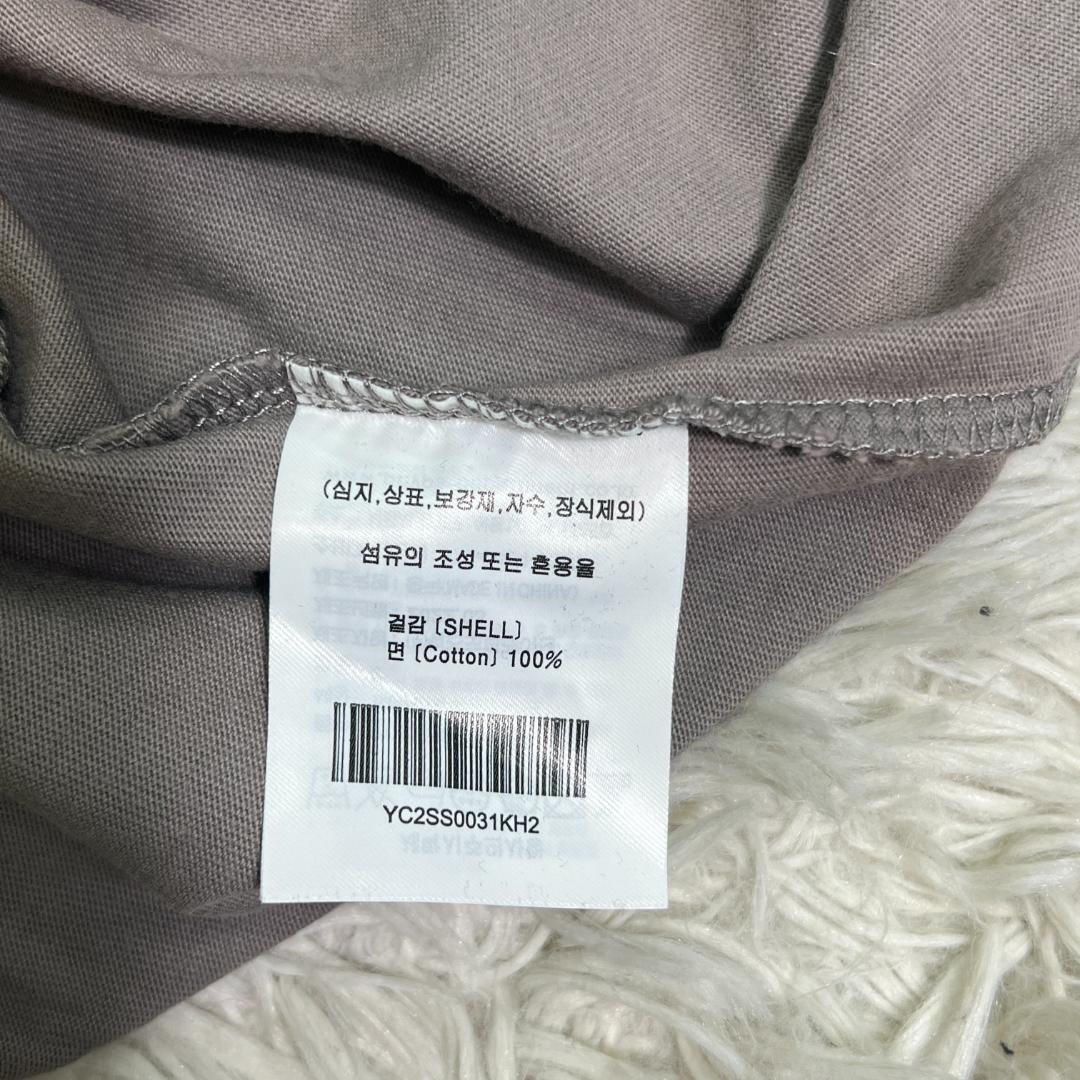 (심지,상표,보강재,자수,장식제외)
섬유의 조성 또는 혼용율
겉감 (SHELL)
면 (Cotton) 100%
YC2SS0031KH2